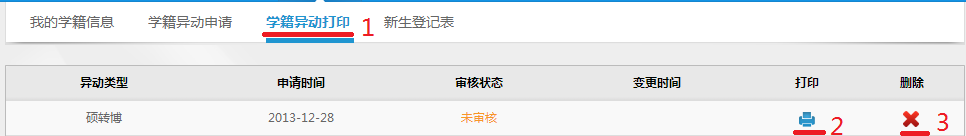 我的学籍信息 学籍异动申请 学籍异动打印 1 新生登记表
异动类型 申请时间 审核状态 变更时间 打印 删除
硕转博 2013-12-28 未审核 2 3